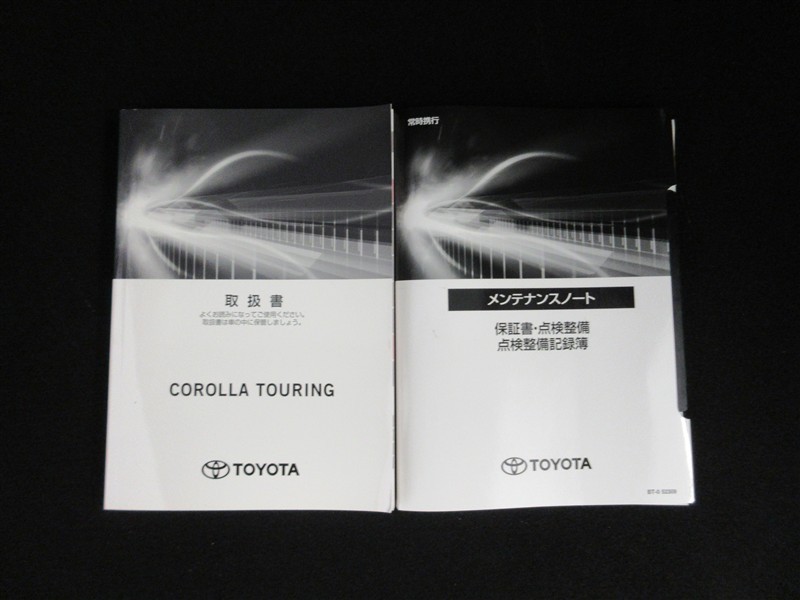 取扱書
よくお読みになってご使用ください。
取扱書は車の中に保管しましょう。
COROLLA TOURING
TOYOTA
常時携行
メンテナンスノート
保証書・点検整備
点検整備記録簿
TOYOTA